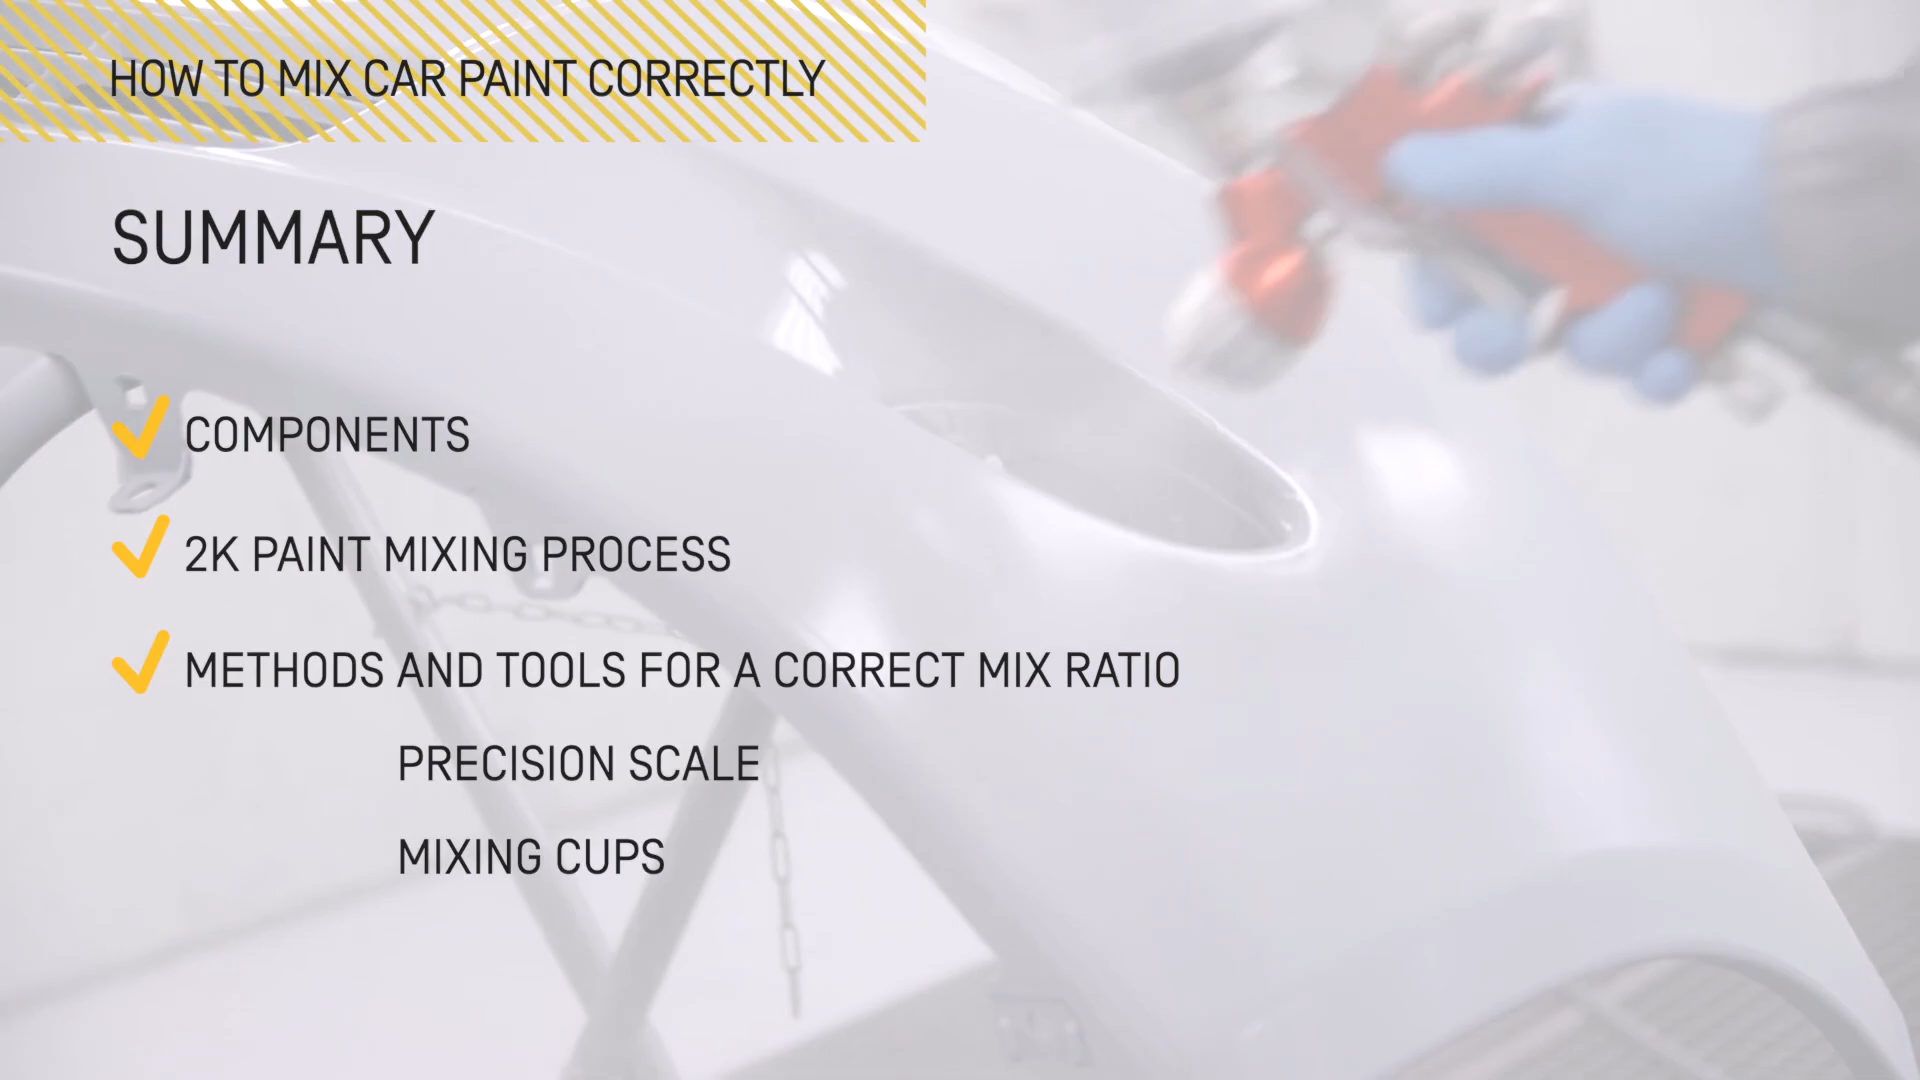 HOW TO MIX CAR PAINT CORRECTLY
SUMMARY
COMPONENTS
2K PAINT MIXING PROCESS
METHODS AND TOOLS FOR A CORRECT MIX RATIO
PRECISION SCALE
MIXING CUPS